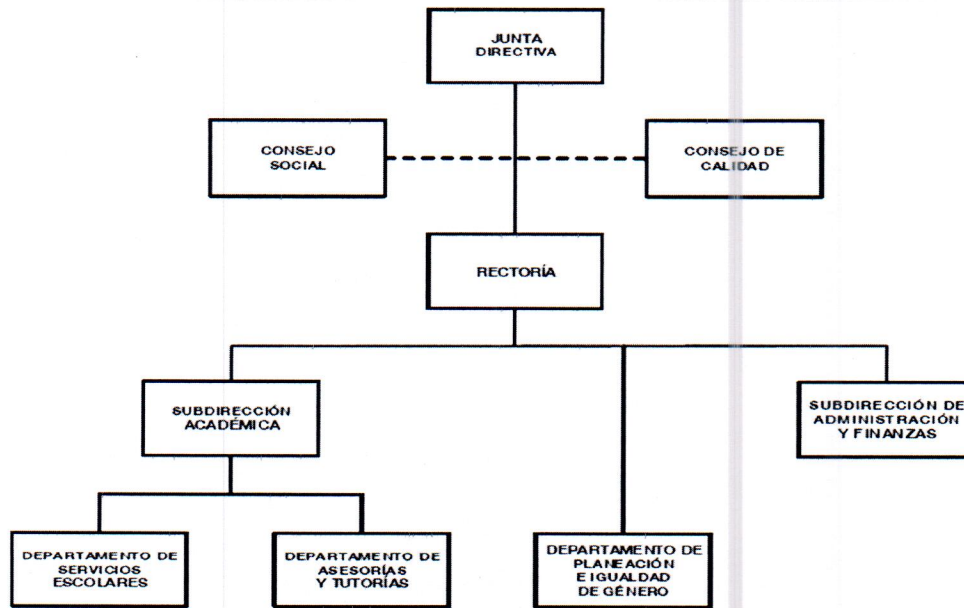 JUNTA
DIRECTIVA
CONSEJO
SOCIAL
CONSEJO DE
CALIDAD
RECTORÍA
SUBDIRECCIÓN
ACADÉMICA
SUBDIRECCIÓN DE
ADMINISTRACIÓN
Y FINANZAS
DEPARTAMENTO DE
SERVICIOS
ESCOLARES
DEPARTAMENTO DE
ASESORÍAS
Y TUTORÍAS
DEPARTAMENTO DE
PLANEACIÓN
E IGUALDAD
DE GÉNERO